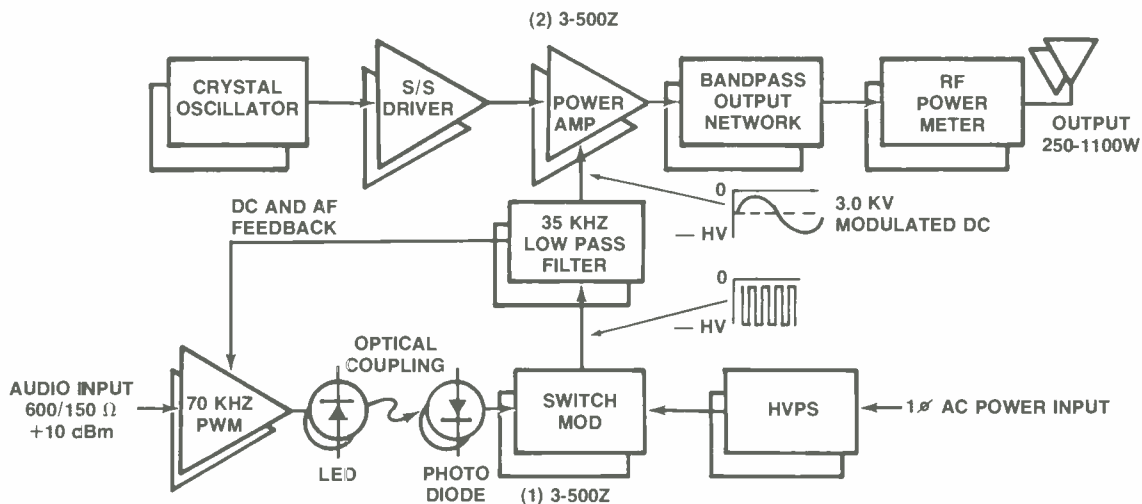 (2) 3-500Z
CRYSTAL
OSCILLATOR
S/S
DRIVER
POWER
AMP
BANDPASS
OUTPUT
NETWORK
RF
POWER
METER
OUTPUT
250-1100W
DC AND AF
FEEDBACK
35 KHZ
LOW PASS
FILTER
0
— HV
3.0 KV
MODULATED DC
0
— HV
OPTICAL
COUPLING
AUDIO INPUT
600/150 Ω
+10 dBm
70 KHZ
PWM
LED
PHOTO
DIODE
SWITCH
MOD
(1) 3-500Z
HVPS
1ø AC POWER INPUT